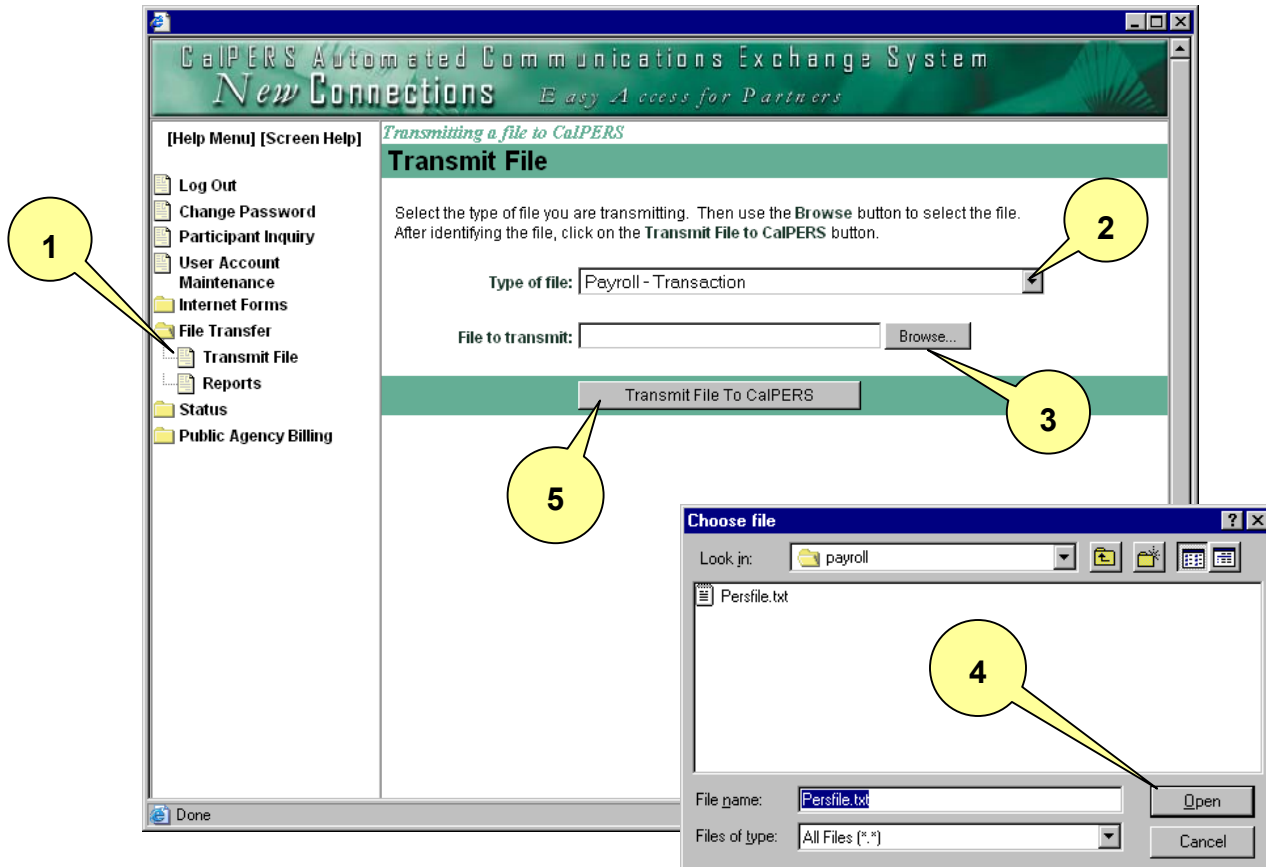 CalPERS Automated Communications Exchange System
New Connections Easy Access for Partners
[Help Menu] [Screen Help]
Log Out
Change Password
Participant Inquiry
User Account
Maintenance
Internet Forms
File Transfer
Transmit File
Reports
Status
Public Agency Billing
1
Transmitting a file to CalPERS
Transmit File
Select the type of file you are transmitting. Then use the Browse button to select the file.
After identifying the file, click on the Transmit File to CalPERS button.
2
Type of file: Payroll - Transaction
File to transmit: Browse...
3
Transmit File To CalPERS
5
Choose file
Look in: payroll
Persfile.txt
4
File name: Persfile.txt Open
Files of type: All Files (*.*) Cancel
Done